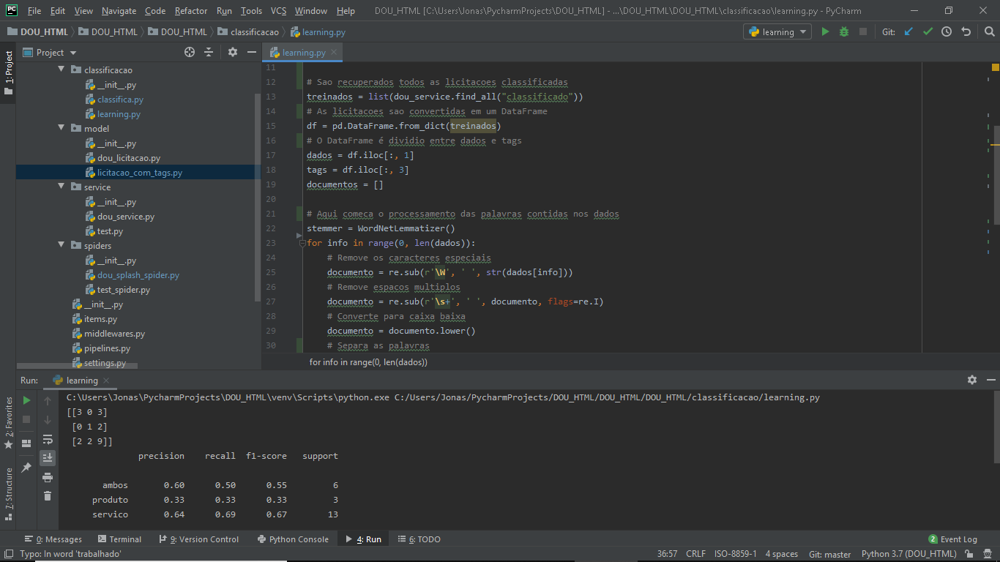 File Edit View Navigate Code Refactor Run Tools VCS Window Help DOU_HTML [C:\Users\Jonas\PycharmProjects\DOU_HTML] - ...\DOU_HTML\DOU_HTML\classificacao\learning.py - PyCharm
DOU_HTML DOU_HTML DOU_HTML classificacao learning.py learning Git:
1: Project
Project
classificacao
__init__.py
classifica.py
learning.py
model
__init__.py
dou_licitacao.py
licitacao_com_tags.py
service
__init__.py
dou_service.py
test.py
spiders
__init__.py
dou_splash_spider.py
test_spider.py
__init__.py
items.py
middlewares.py
pipelines.py
settings.py
learning.py
11
12 # Sao recuperados todos as licitacoes classificadas
13 treinados = list(dou_service.find_all("classificado"))
14 # As licitacoes sao convertidas em um DataFrame
15 df = pd.DataFrame.from_dict(treinados)
16 # O DataFrame é dividio entre dados e tags
17 dados = df.iloc[:, 1]
18 tags = df.iloc[:, 3]
19 documentos = []
20
21 # Aqui comeca o processamento das palavras contidas nos dados
22 stemmer = WordNetLemmatizer()
23 for info in range(0, len(dados)):
24 # Remove os caracteres especiais
25 documento = re.sub(r'\W', ' ', str(dados[info]))
26 # Remove espacos multiplos
27 documento = re.sub(r'\s+', ' ', documento, flags=re.I)
28 # Converte para caixa baixa
29 documento = documento.lower()
30 # Separa as palavras
for info in range(0, len(dados))
Run: learning
2: Favorites
7: Structure
C:\Users\Jonas\PycharmProjects\DOU_HTML\venv\Scripts\python.exe C:/Users/Jonas/PycharmProjects/DOU_HTML/DOU_HTML/DOU_HTML/classificacao/learning.py
[[3 0 3]
[0 1 2]
[2 2 9]]
precision recall f1-score support
ambos 0.60 0.50 0.55 6
produto 0.33 0.33 0.33 3
servico 0.64 0.69 0.67 13
0: Messages Terminal 9: Version Control Python Console 4: Run 6: TODO 2 Event Log
Typo: In word 'trabalhado' 36:57 CRLF ISO-8859-1 4 spaces Git: master Python 3.7 (DOU_HTML)